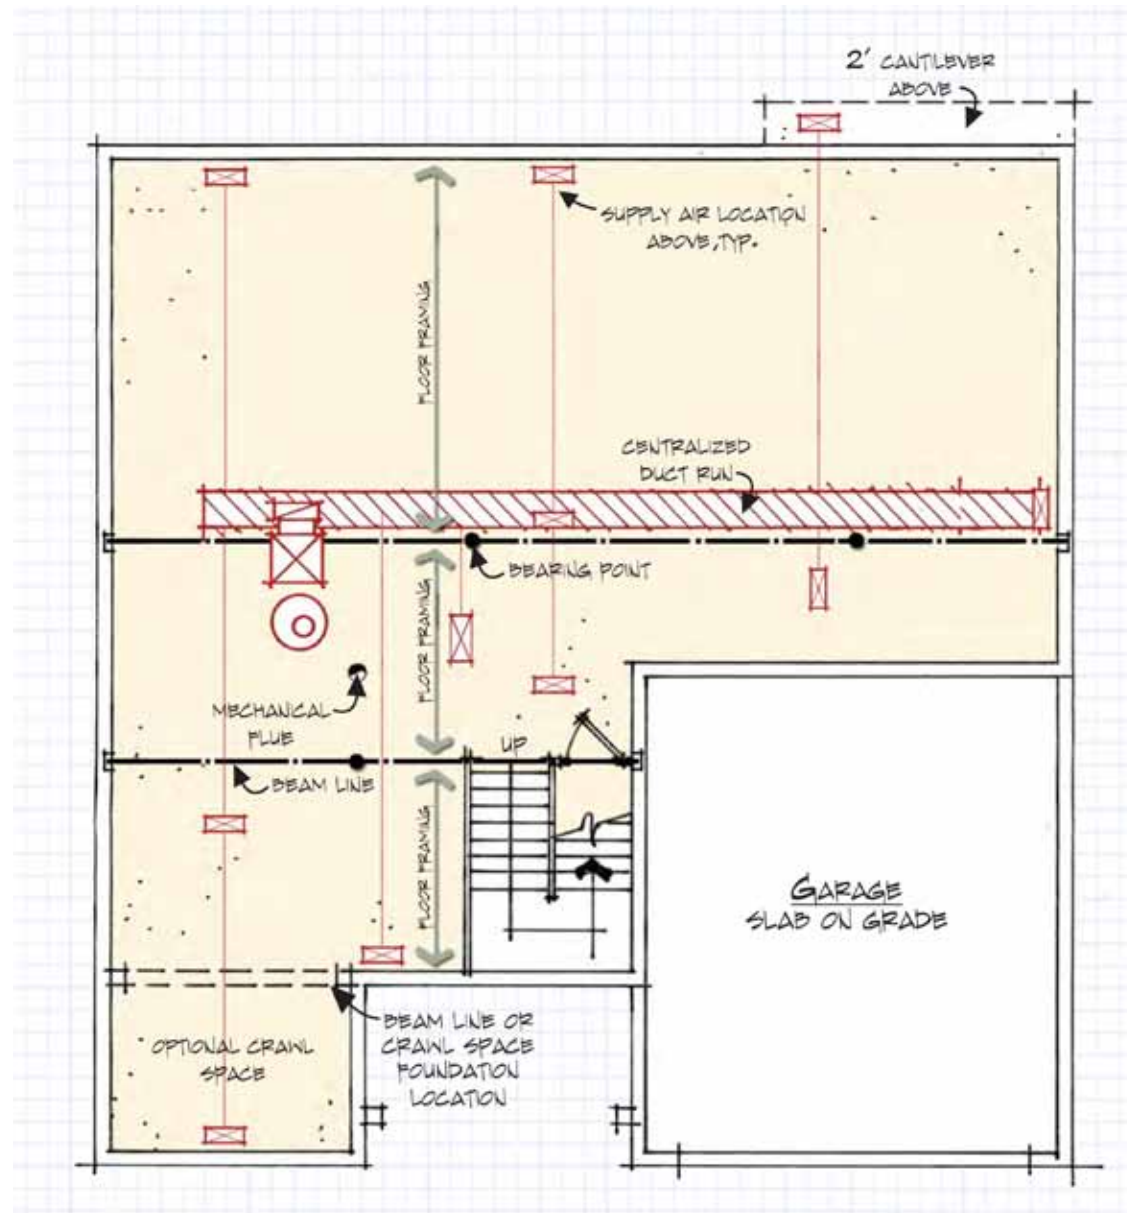 2' CANTILEVER
ABOVE
SUPPLY AIR LOCATION
ABOVE, TYP.
FLOOR FRAMING
CENTRALIZED
DUCT RUN
BEARING POINT
FLOOR FRAMING
MECHANICAL
FLUE
UP
BEAM LINE
FLOOR FRAMING
GARAGE
SLAB ON GRADE
BEAM LINE OR
CRAWL SPACE
FOUNDATION
LOCATION
OPTIONAL CRAWL
SPACE